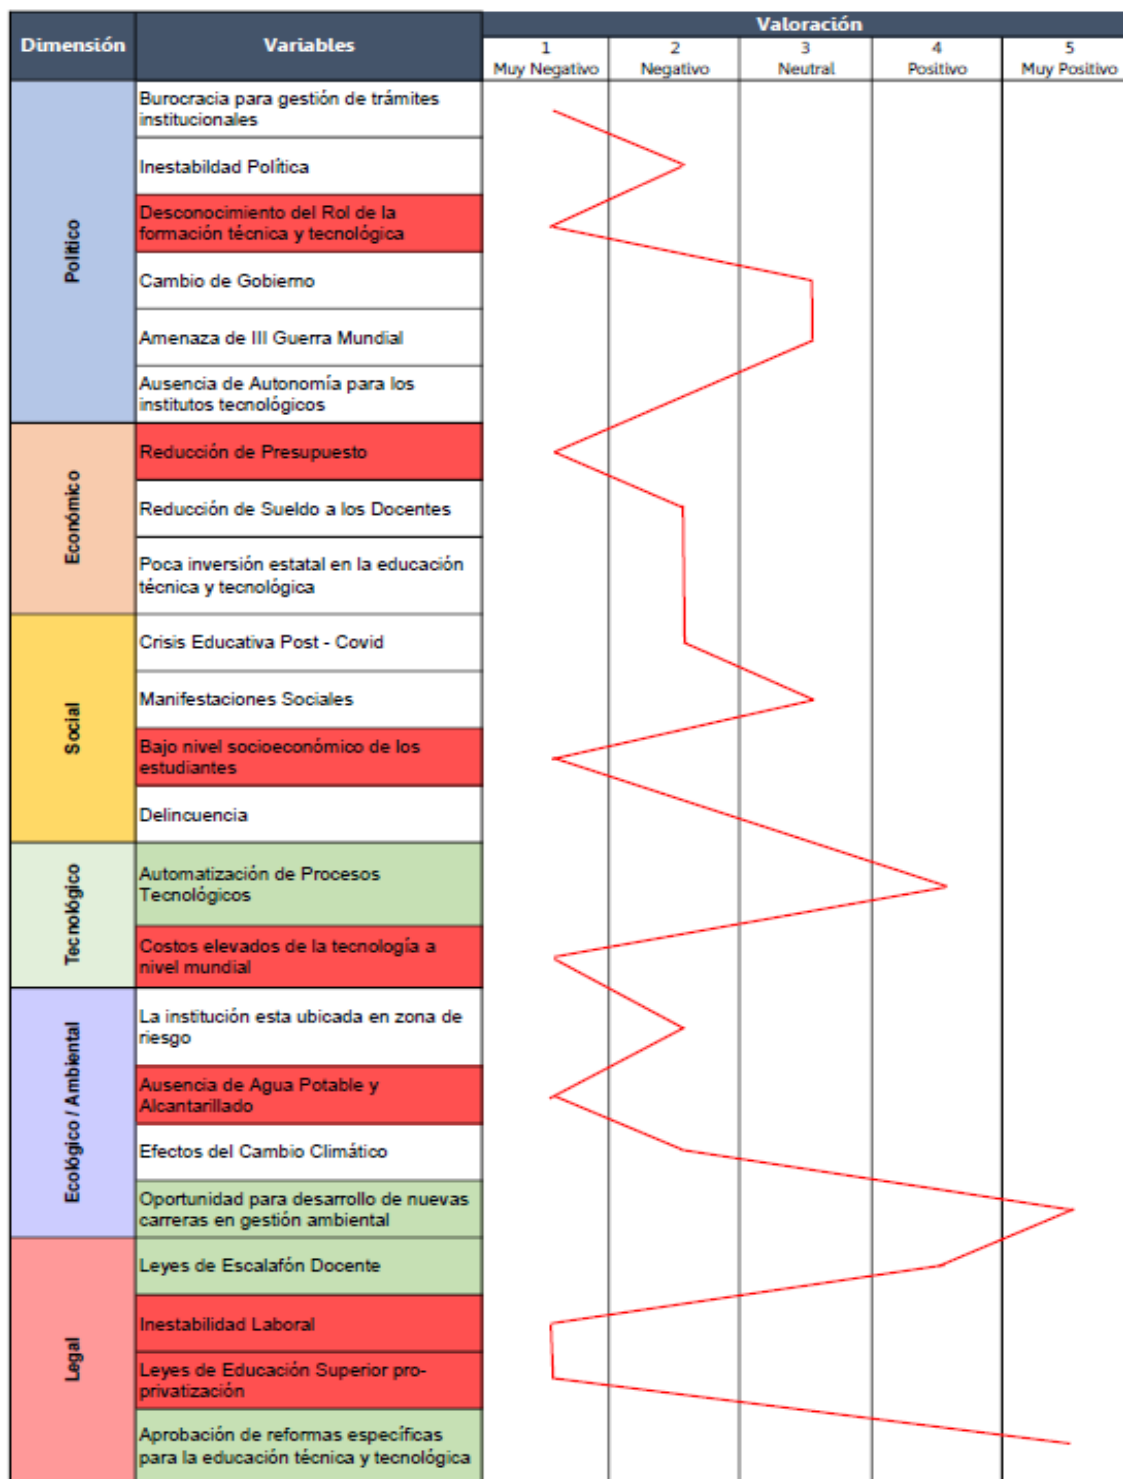 Dimensión
Variables
Valoración
1
Muy Negativo
2
Negativo
3
Neutral
4
Positivo
5
Muy Positivo
Político
Burocracia para gestión de trámites
institucionales
Inestabildad Política
Desconocimiento del Rol de la
formación técnica y tecnológica
Cambio de Gobierno
Amenaza de III Guerra Mundial
Ausencia de Autonomía para los
institutos tecnológicos
Económico
Reducción de Presupuesto
Reducción de Sueldo a los Docentes
Poca inversión estatal en la educación
técnica y tecnológica
Social
Crisis Educativa Post - Covid
Manifestaciones Sociales
Bajo nivel socioeconómico de los
estudiantes
Delincuencia
Tecnológico
Automatización de Procesos
Tecnológicos
Costos elevados de la tecnología a
nivel mundial
Ecológico / Ambiental
La institución esta ubicada en zona de
riesgo
Ausencia de Agua Potable y
Alcantarillado
Efectos del Cambio Climático
Oportunidad para desarrollo de nuevas
carreras en gestión ambiental
Legal
Leyes de Escalafón Docente
Inestabilidad Laboral
Leyes de Educación Superior pro-
privatización
Aprobación de reformas específicas
para la educación técnica y tecnológica